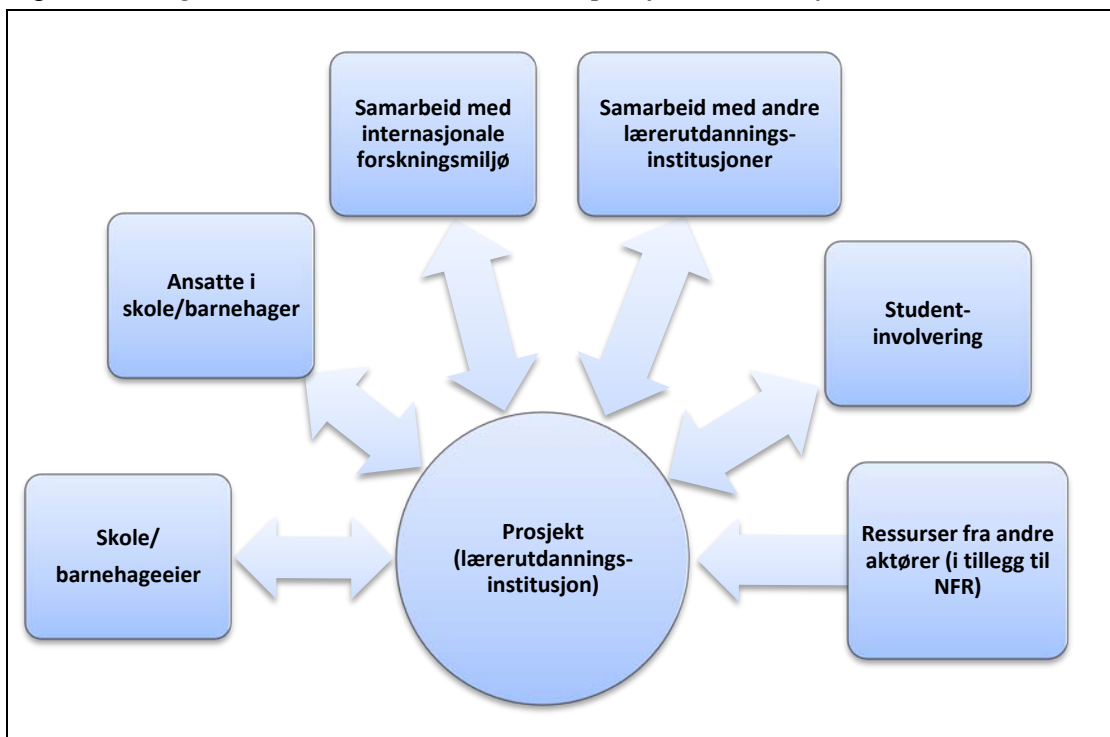 Samarbeid med
internasjonale
forskningsmiljø
Samarbeid med andre
lærerutdannings-
institusjoner
Ansatte i
skole/barnehager
Student-
involvering
Skole/
barnehageeier
Prosjekt
(lærerutdannings-
institusjon)
Ressurser fra andre
aktører (i tillegg til
NFR)